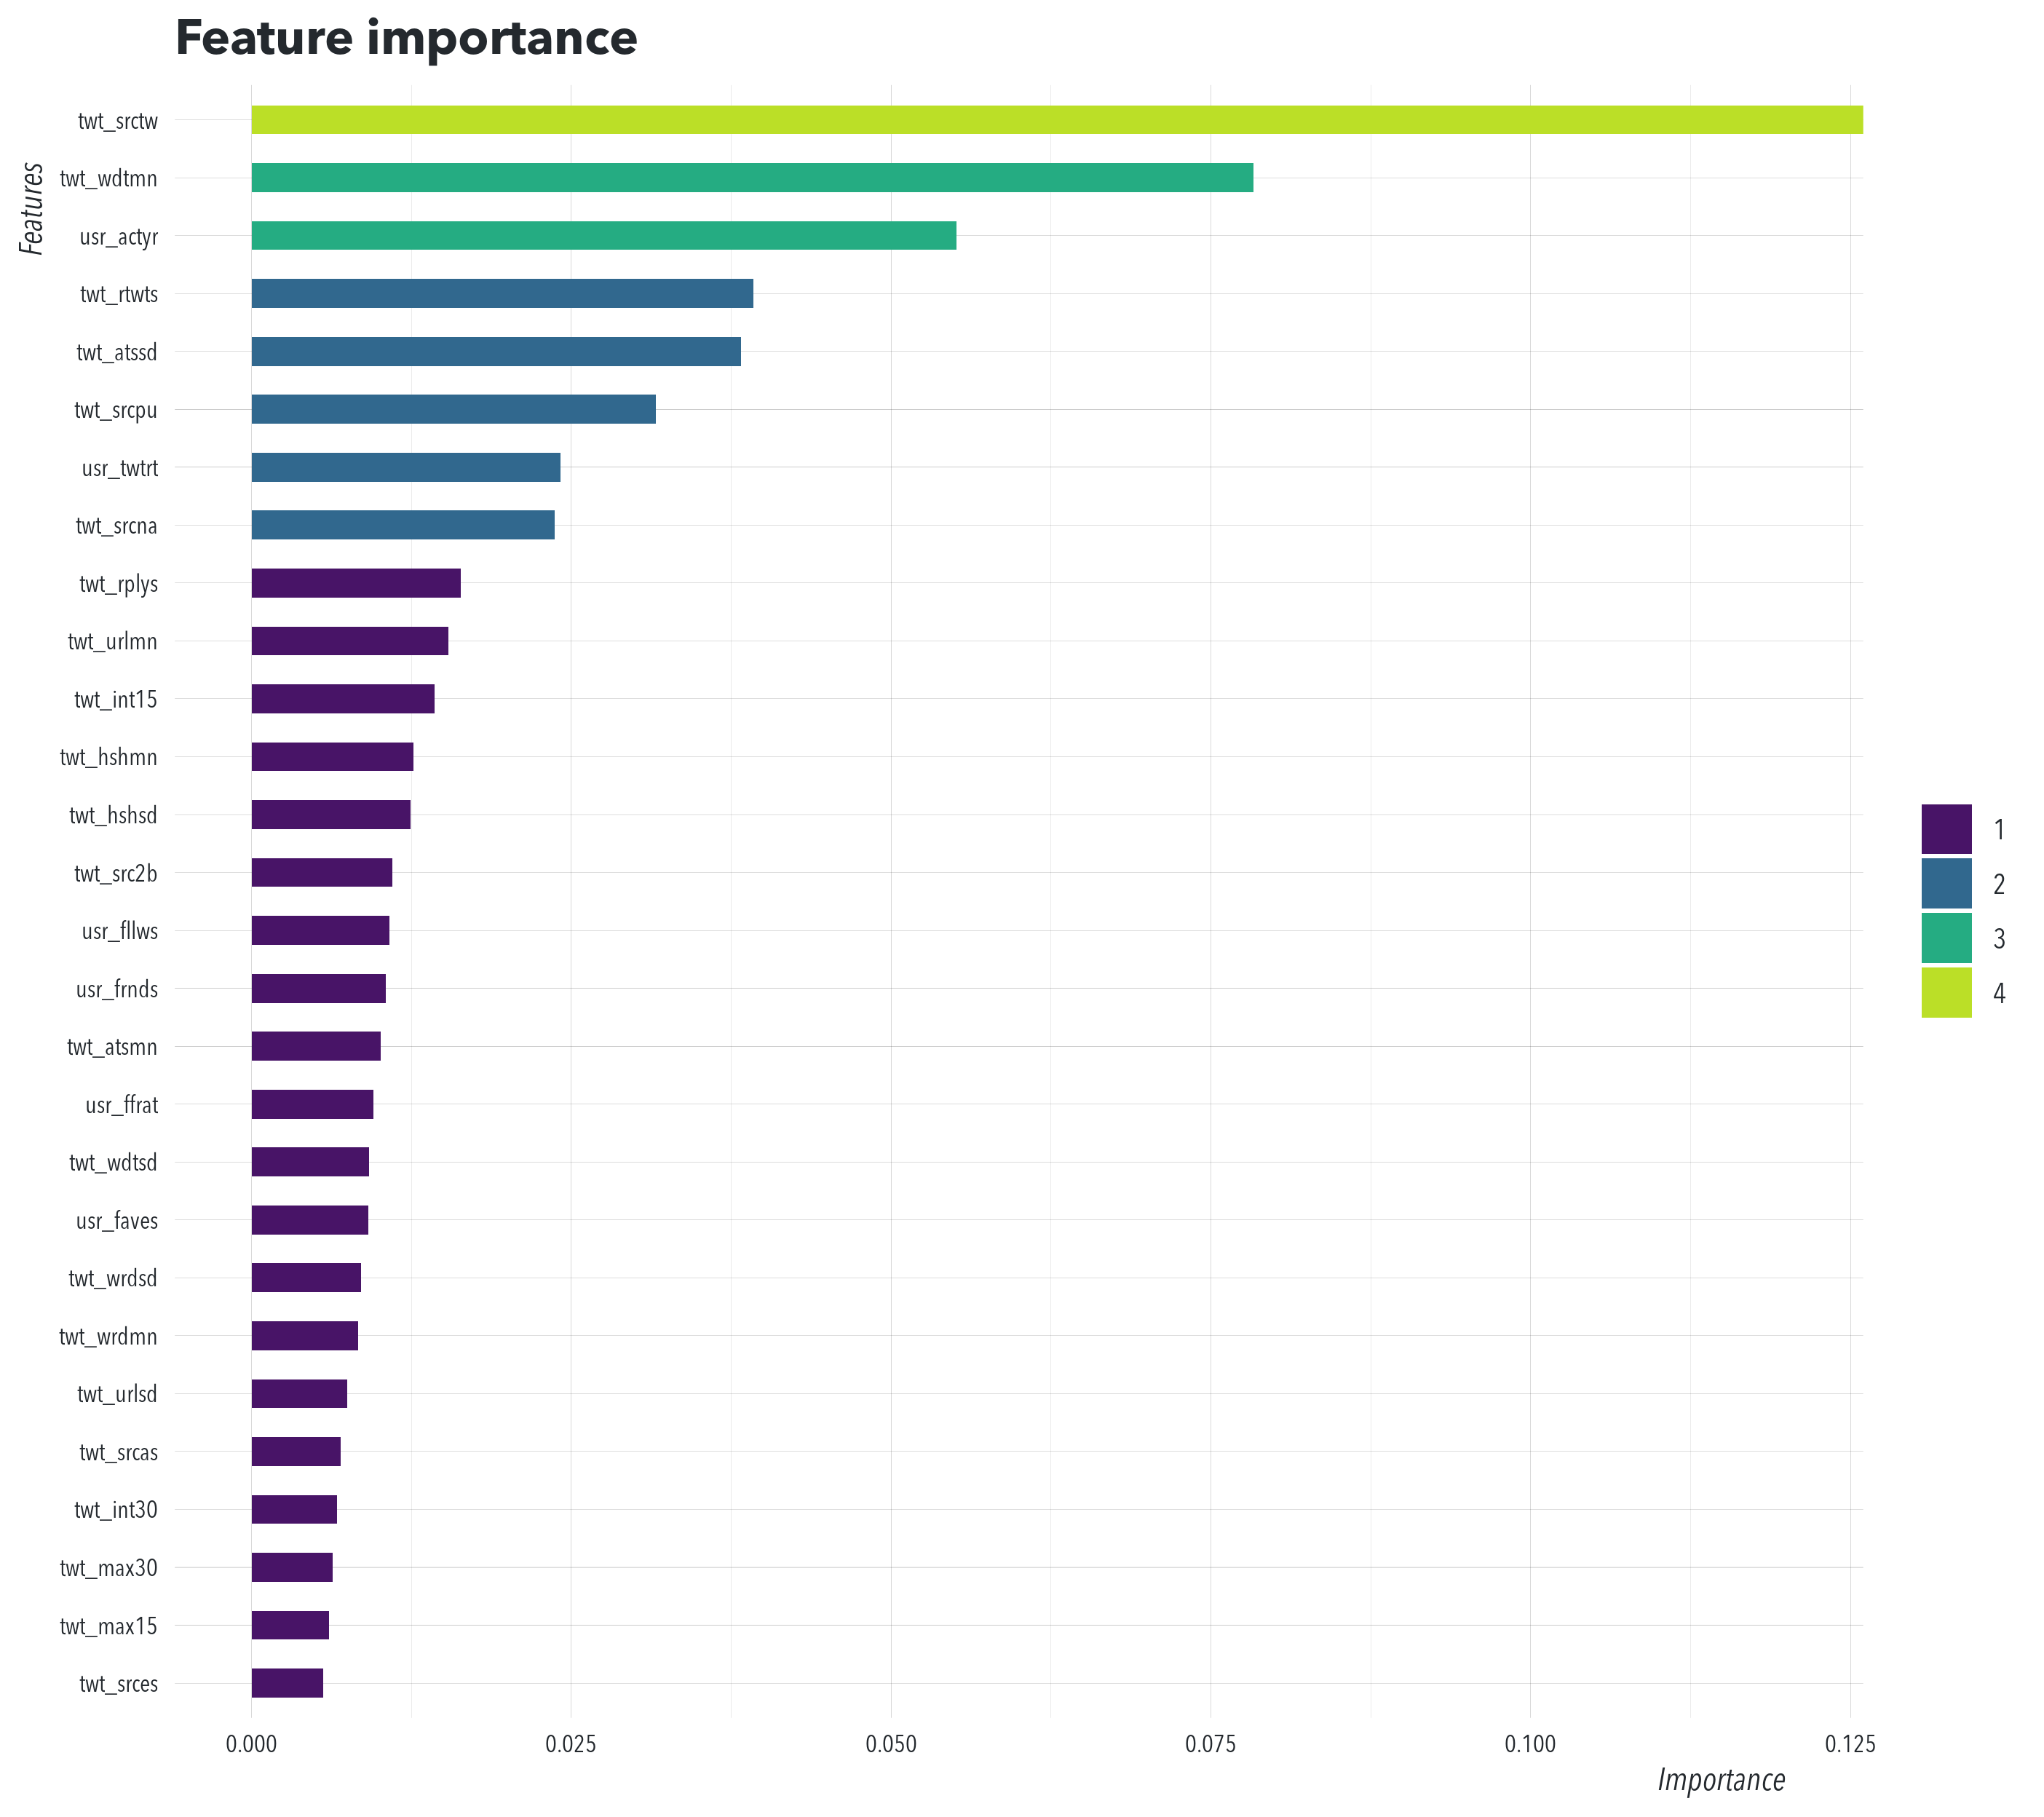 Feature importance
Features
twt_srctw
twt_wdtmn
usr_actyr
twt_rtwts
twt_atssd
twt_srcpu
usr_twtrt
twt_srcna
twt_rplys
twt_urlmn
twt_int15
twt_hshmn
twt_hshsd
twt_src2b
usr_fllws
usr_frnds
twt_atsmn
usr_ffrat
twt_wdtsd
usr_faves
twt_wrdsd
twt_wrdmn
twt_urlsd
twt_srcas
twt_int30
twt_max30
twt_max15
twt_srces
0.000 0.025 0.050 0.075 0.100 0.125
Importance
1
2
3
4